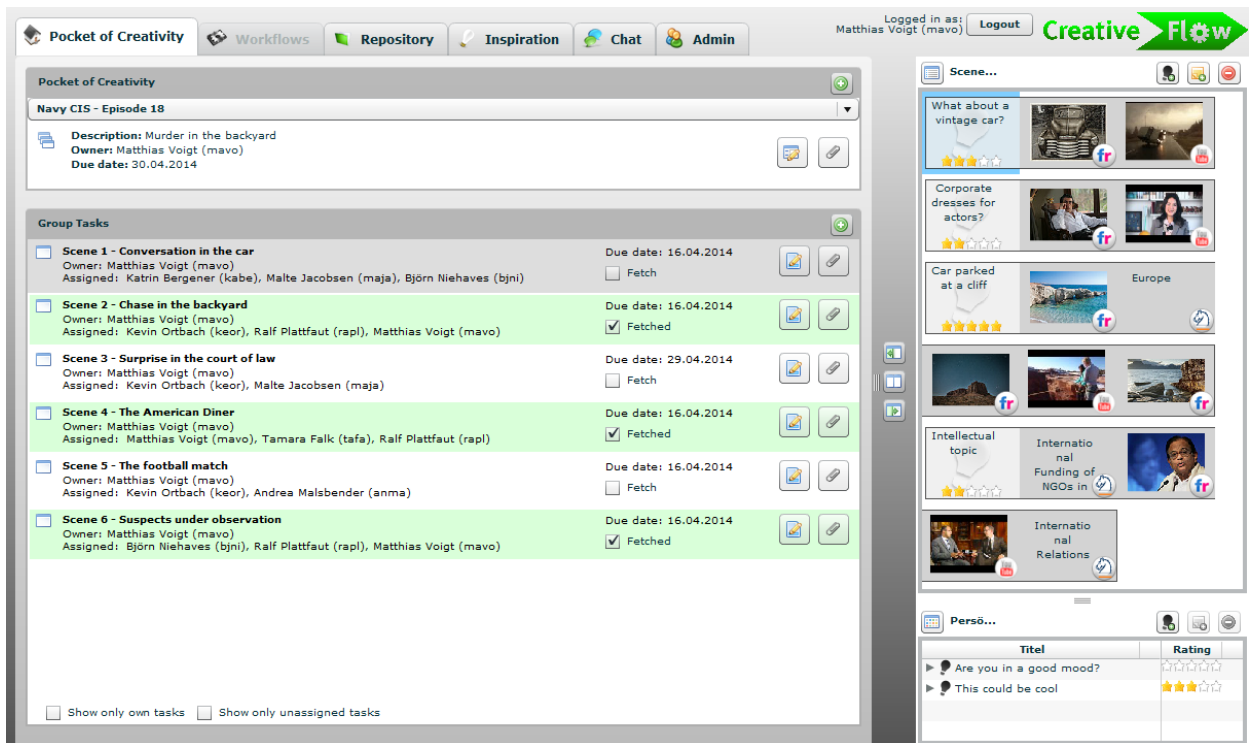 Pocket of Creativity
Workflows
Repository
Inspiration
Chat
Admin
Logged in as:
Matthias Voigt (mavo)
Logout
Creative Flow
Pocket of Creativity
Navy CIS - Episode 18
Description: Murder in the backyard
Owner: Matthias Voigt (mavo)
Due date: 30.04.2014
Group Tasks
Scene 1 - Conversation in the car
Owner: Matthias Voigt (mavo)
Assigned: Katrin Bergener (kabe), Malte Jacobsen (maja), Björn Niehaves (bjni)
Due date: 16.04.2014
Fetch
Scene 2 - Chase in the backyard
Owner: Matthias Voigt (mavo)
Assigned: Kevin Ortbach (keor), Ralf Plattfaut (rapl), Matthias Voigt (mavo)
Due date: 16.04.2014
Fetched
Scene 3 - Surprise in the court of law
Owner: Matthias Voigt (mavo)
Assigned: Kevin Ortbach (keor), Malte Jacobsen (maja)
Due date: 29.04.2014
Fetch
Scene 4 - The American Diner
Owner: Matthias Voigt (mavo)
Assigned: Matthias Voigt (mavo), Tamara Falk (tafa), Ralf Plattfaut (rapl)
Due date: 16.04.2014
Fetched
Scene 5 - The football match
Owner: Matthias Voigt (mavo)
Assigned: Kevin Ortbach (keor), Andrea Malsbender (anma)
Due date: 16.04.2014
Fetch
Scene 6 - Suspects under observation
Owner: Matthias Voigt (mavo)
Assigned: Björn Niehaves (bjni), Ralf Plattfaut (rapl), Matthias Voigt (mavo)
Due date: 16.04.2014
Fetched
Show only own tasks
Show only unassigned tasks
Scene...
What about a
vintage car?
fr
Corporate
dresses for
actors?
fr
Car parked
at a cliff
fr
Europe
fr
fr
Intellectual
topic
Internatio
nal
Funding of
NGOs in
fr
Internatio
nal
Relations
Persö...
Titel
Rating
Are you in a good mood?
This could be cool